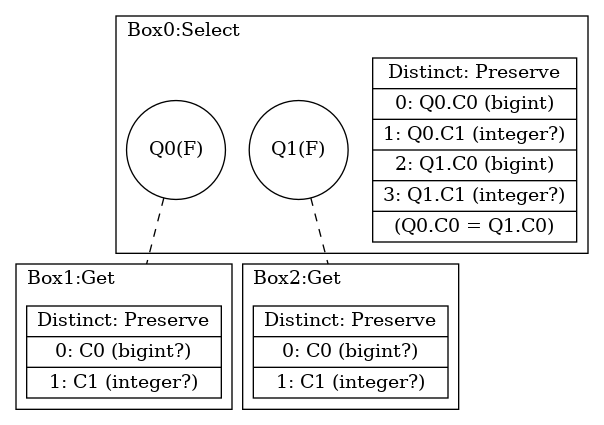 Box0:Select
Q0(F)
Q1(F)
Distinct: Preserve
0: Q0.C0 (bigint)
1: Q0.C1 (integer?)
2: Q1.C0 (bigint)
3: Q1.C1 (integer?)
(Q0.C0 = Q1.C0)
Box1:Get
Distinct: Preserve
0: C0 (bigint?)
1: C1 (integer?)
Box2:Get
Distinct: Preserve
0: C0 (bigint?)
1: C1 (integer?)